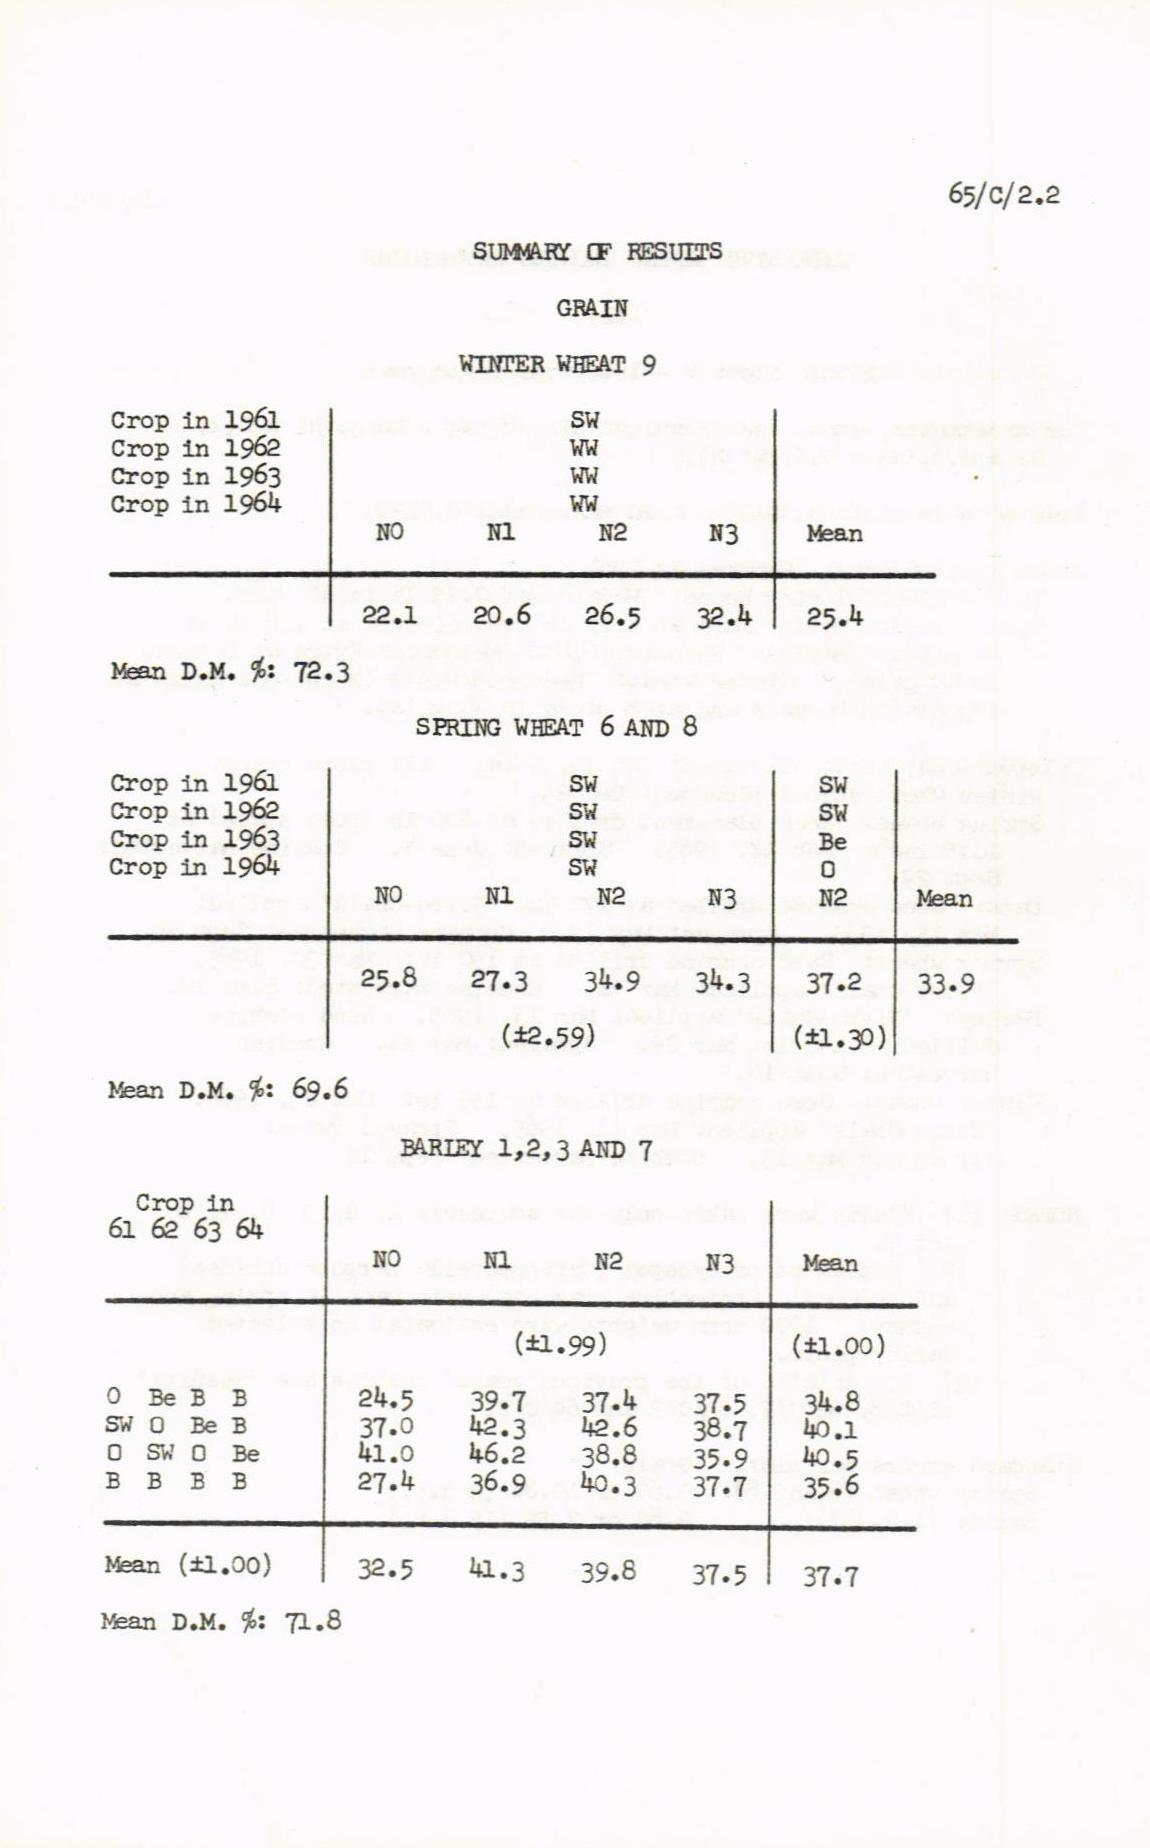 65/C/2.2
SUMMARY OF RESULTS
GRAIN
WINTER WHEAT 9
Crop in 1961 SW
Crop in 1962 WW
Crop in 1963 WW
Crop in 1964 WW
N0 N1 N2 N3 Mean
22.1 20.6 26.5 32.4 25.4
Mean D.M. %: 72.3
SPRING WHEAT 6 AND 8
Crop in 1961 SW SW
Crop in 1962 SW SW
Crop in 1963 SW Be
Crop in 1964 SW O
N0 N1 N2 N3 N2 Mean
25.8 27.3 34.9 34.3 37.2 33.9
(±2.59) (±1.30)
Mean D.M. %: 69.6
BARLEY 1,2,3 AND 7
Crop in
61 62 63 64
N0 N1 N2 N3 Mean
(±1.99) (±1.00)
O Be B B 24.5 39.7 37.4 37.5 34.8
SW O Be B 37.0 42.3 42.6 38.7 40.1
O SW O Be 41.0 46.2 38.8 35.9 40.5
B B B B 27.4 36.9 40.3 37.7 35.6
Mean (±1.00) 32.5 41.3 39.8 37.5 37.7
Mean D.M. %: 71.8